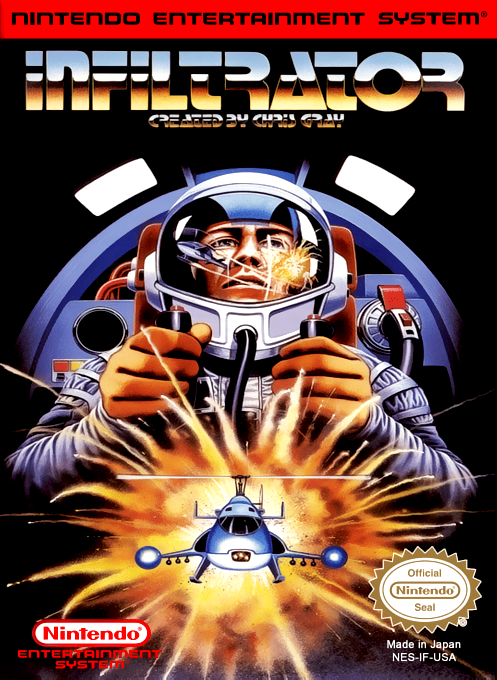 NINTENDO ENTERTAINMENT SYSTEM®
INFILTRATOR
CREATED BY CHRIS GRAY
Official
Nintendo
Seal
®
Made in Japan
NES-IF-USA
Nintendo®
ENTERTAINMENT
SYSTEM™